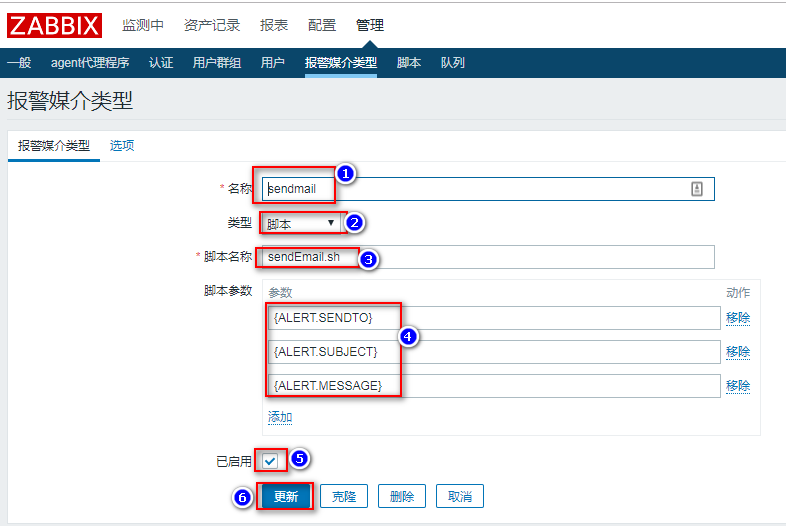 ZABBIX 监测中 资产记录 报表 配置 管理
一般 agent代理程序 认证 用户群组 用户 报警媒介类型 脚本 队列
报警媒介类型
报警媒介类型 选项
* 名称 sendmail 1
类型 脚本 ▼ 2
* 脚本名称 sendEmail.sh 3
脚本参数 参数 动作
{ALERT.SENDTO} 移除
4
{ALERT.SUBJECT} 移除
{ALERT.MESSAGE} 移除
添加
已启用 5
6 更新 克隆 删除 取消